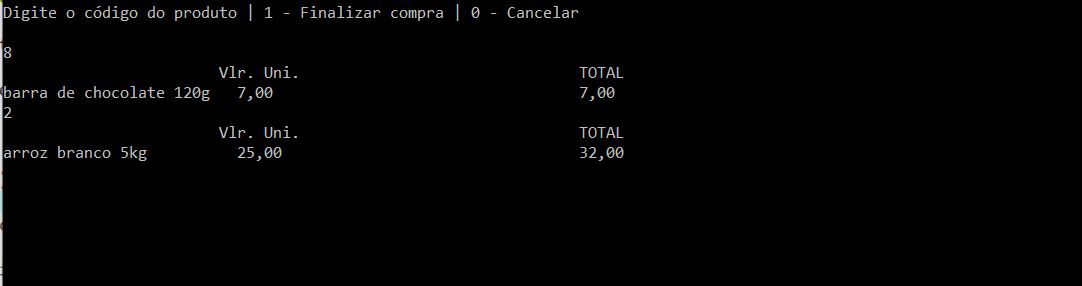 Digite o código do produto | 1 - Finalizar compra | 0 - Cancelar
8
Vlr. Uni. TOTAL
barra de chocolate 120g 7,00 7,00
2
Vlr. Uni. TOTAL
arroz branco 5kg 25,00 32,00